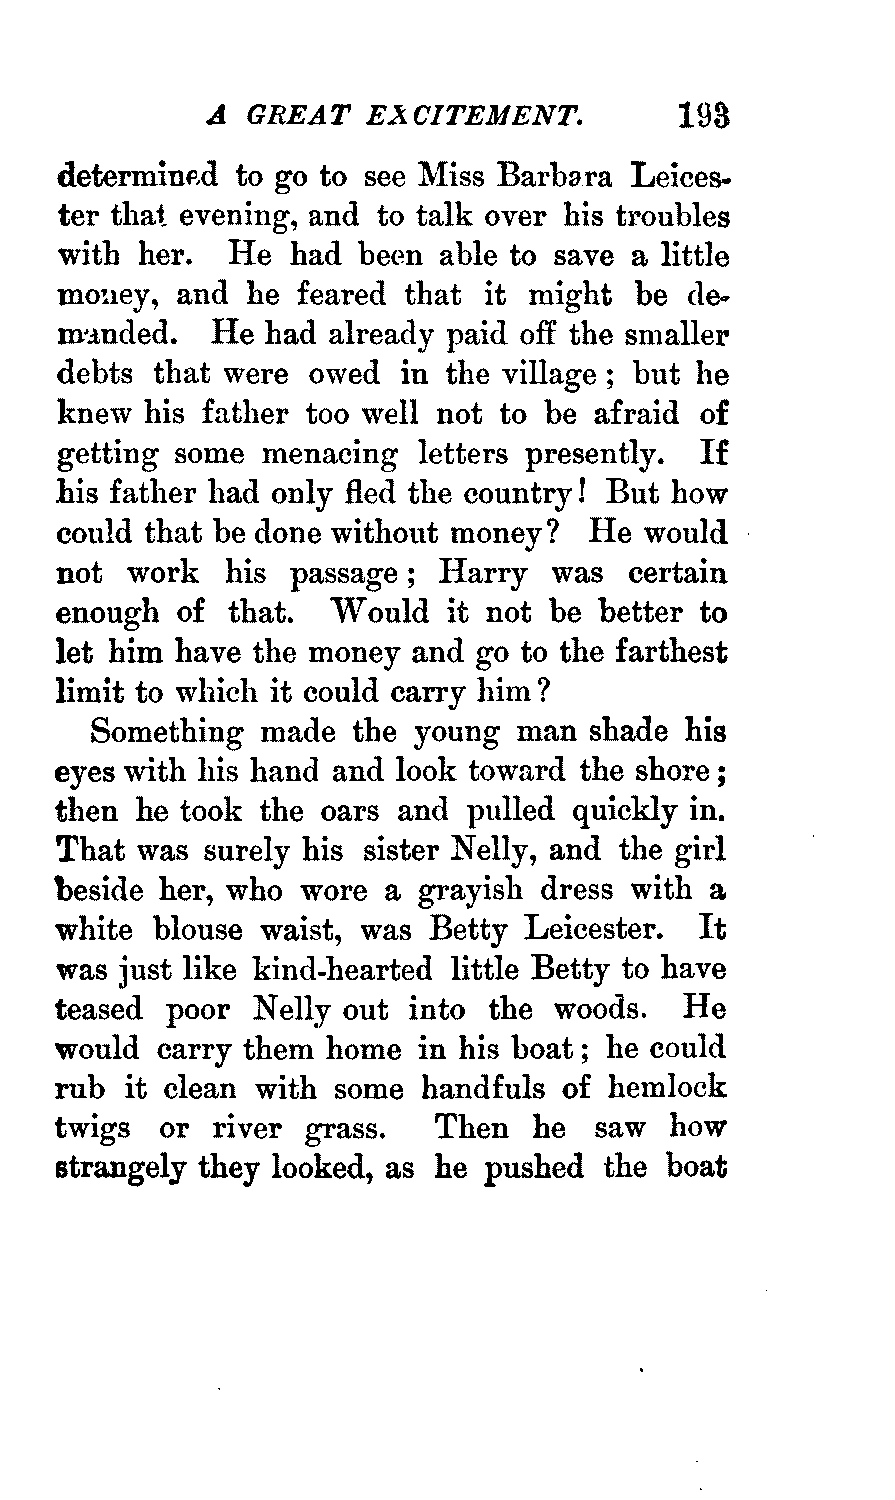 A GREAT EXCITEMENT. 193
determined to go to see Miss Barbara Leices-
ter that evening, and to talk over his troubles
with her. He had been able to save a little
money, and he feared that it might be de-
manded. He had already paid off the smaller
debts that were owed in the village; but he
knew his father too well not to be afraid of
getting some menacing letters presently. If
his father had only fled the country! But how
could that be done without money? He would
not work his passage; Harry was certain
enough of that. Would it not be better to
let him have the money and go to the farthest
limit to which it could carry him?
Something made the young man shade his
eyes with his hand and look toward the shore;
then he took the oars and pulled quickly in.
That was surely his sister Nelly, and the girl
beside her, who wore a grayish dress with a
white blouse waist, was Betty Leicester. It
was just like kind-hearted little Betty to have
teased poor Nelly out into the woods. He
would carry them home in his boat; he could
rub it clean with some handfuls of hemlock
twigs or river grass. Then he saw how
strangely they looked, as he pushed the boat